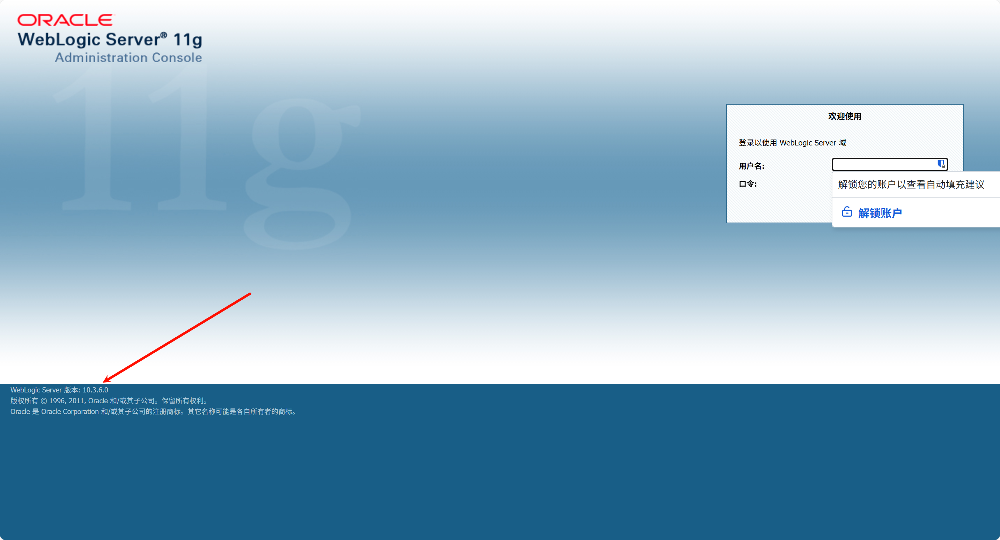 ORACLE
WebLogic Server® 11g
Administration Console
11g
欢迎使用
登录以使用 WebLogic Server 域
用户名:
口令:
解锁您的账户以查看自动填充建议
解锁账户
WebLogic Server 版本: 10.3.6.0
版权所有 © 1996, 2011, Oracle 和/或其子公司。保留所有权利。
Oracle 是 Oracle Corporation 和/或其子公司的注册商标。其它名称可能是各自所有者的商标。